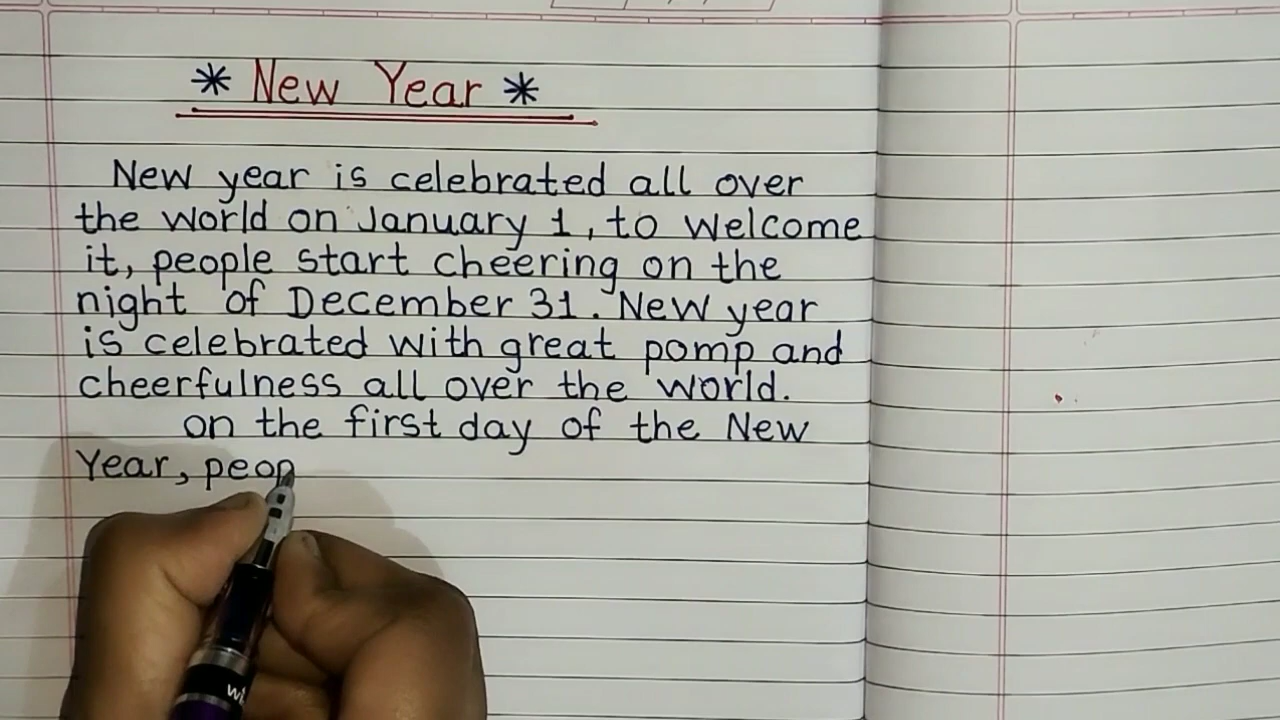 * New Year *
New year is celebrated all over
the world on January 1, to welcome
it, people start cheering on the
night of December 31. New year
is celebrated with great pomp and
cheerfulness all over the world.
on the first day of the New
Year, peop